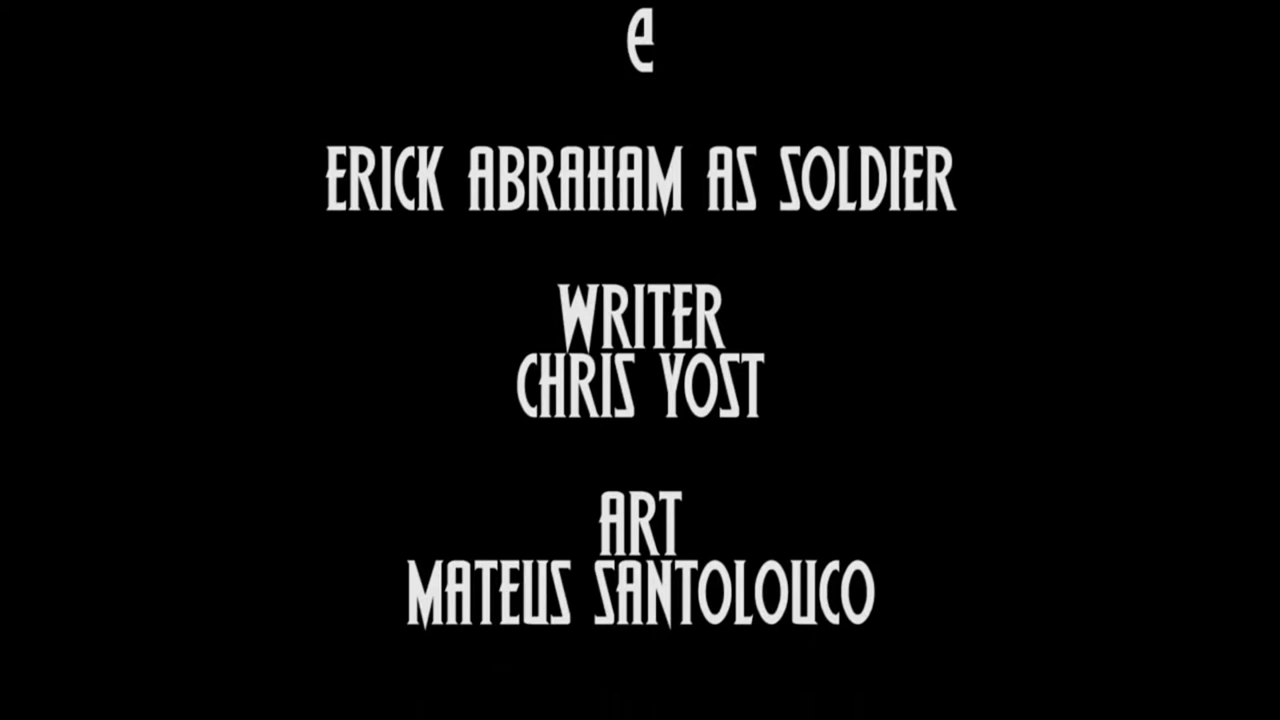 e
ERICK ABRAHAM AS SOLDIER
WRITER
CHRIS YOST
ART
MATEUS SANTOLOUCO